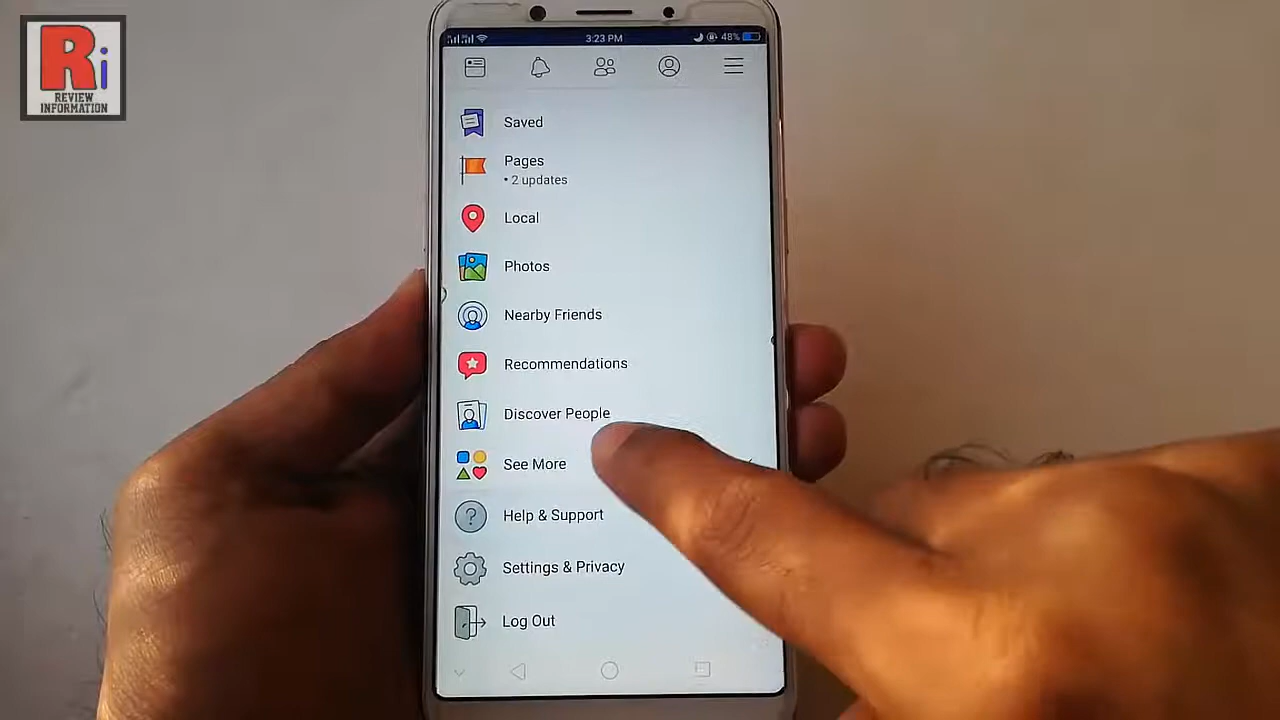 Ri
REVIEW
INFORMATION
3:23 PM
48%
Saved
Pages
• 2 updates
Local
Photos
Nearby Friends
Recommendations
Discover People
See More
?
Help & Support
Settings & Privacy
Log Out